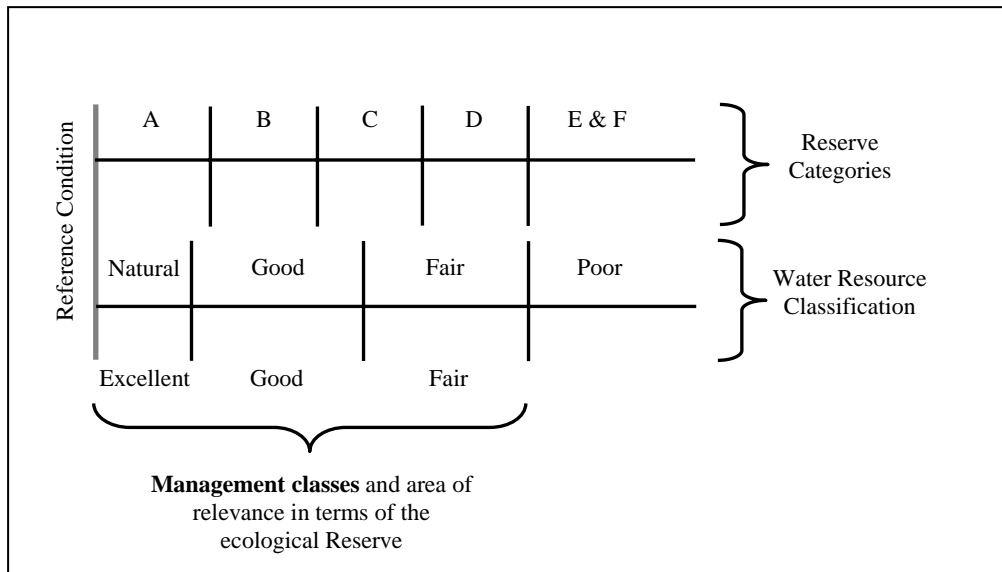 Reference Condition
A B C D E & F
Reserve
Categories
Natural Good Fair Poor
Water Resource
Classification
Excellent Good Fair
Management classes and area of
relevance in terms of the
ecological Reserve